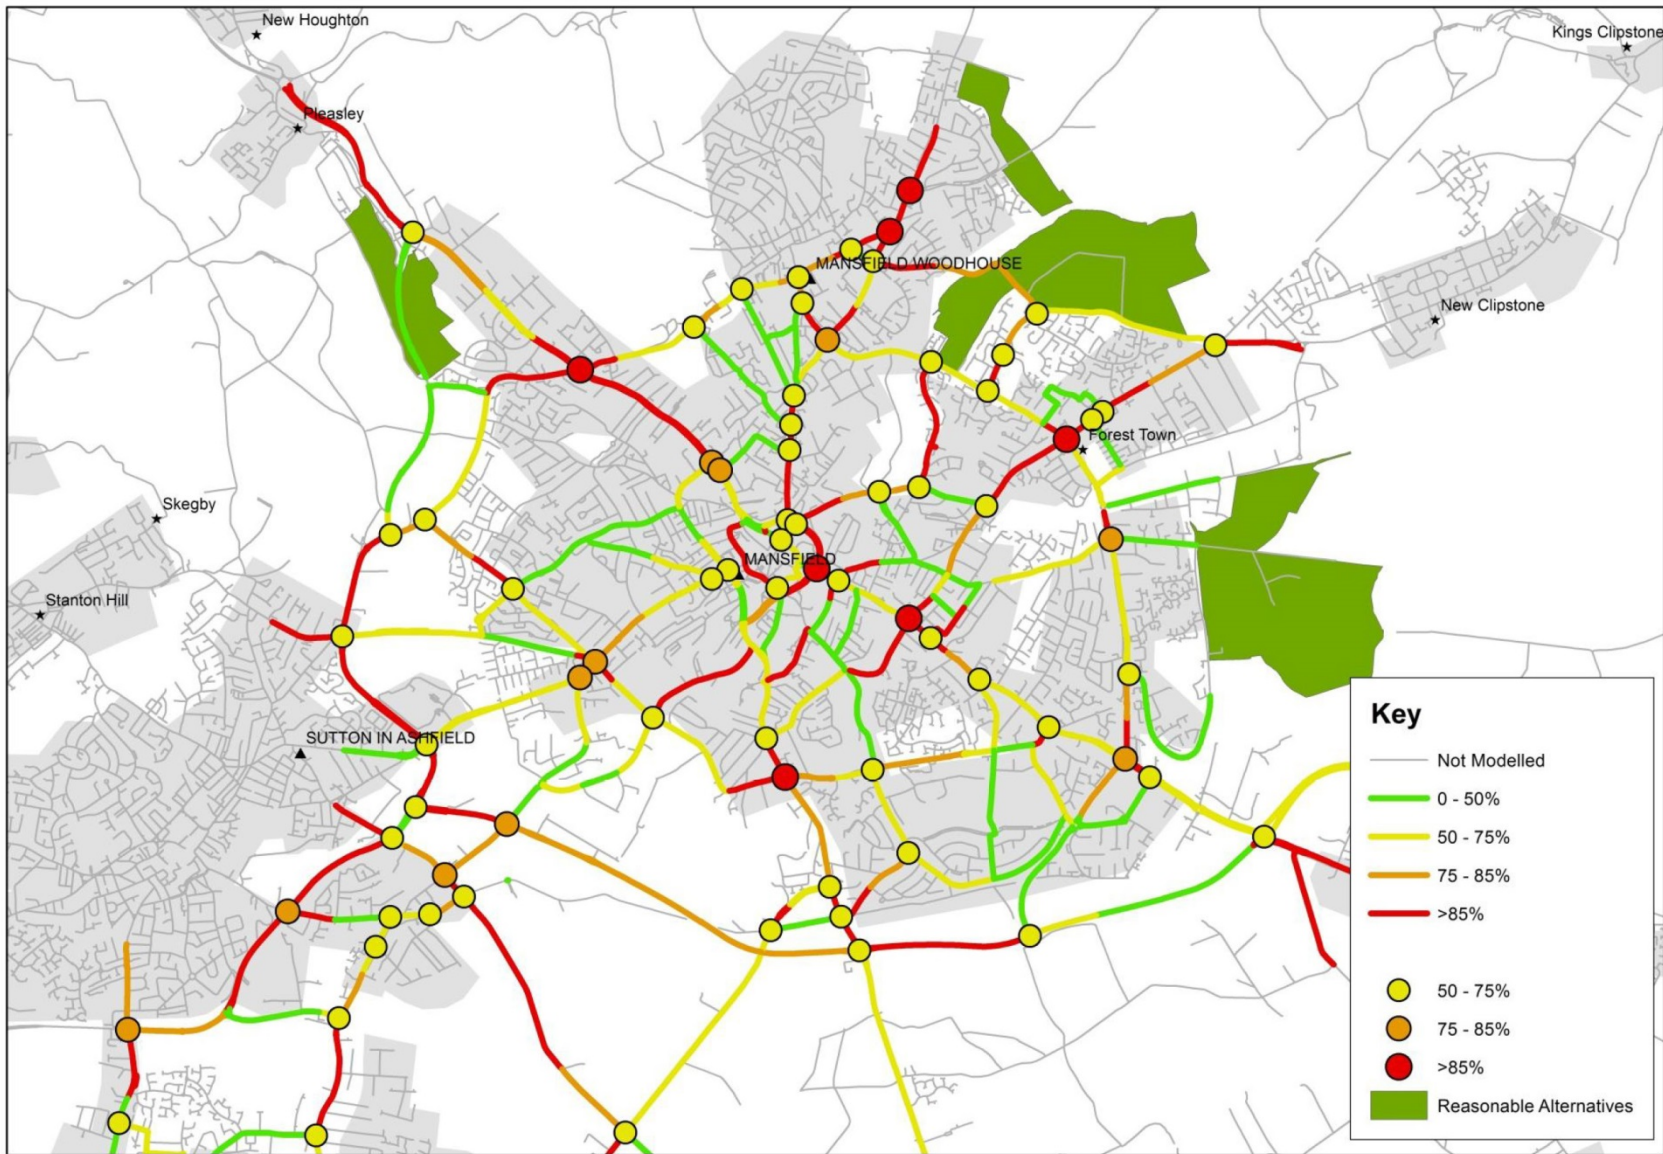 New Houghton
Kings Clipstone
Pleasley
MANSFIELD WOODHOUSE
New Clipstone
Forest Town
Skegby
MANSFIELD
Stanton Hill
SUTTON IN ASHFIELD
Key
Not Modelled
0 - 50%
50 - 75%
75 - 85%
>85%
50 - 75%
75 - 85%
>85%
Reasonable Alternatives